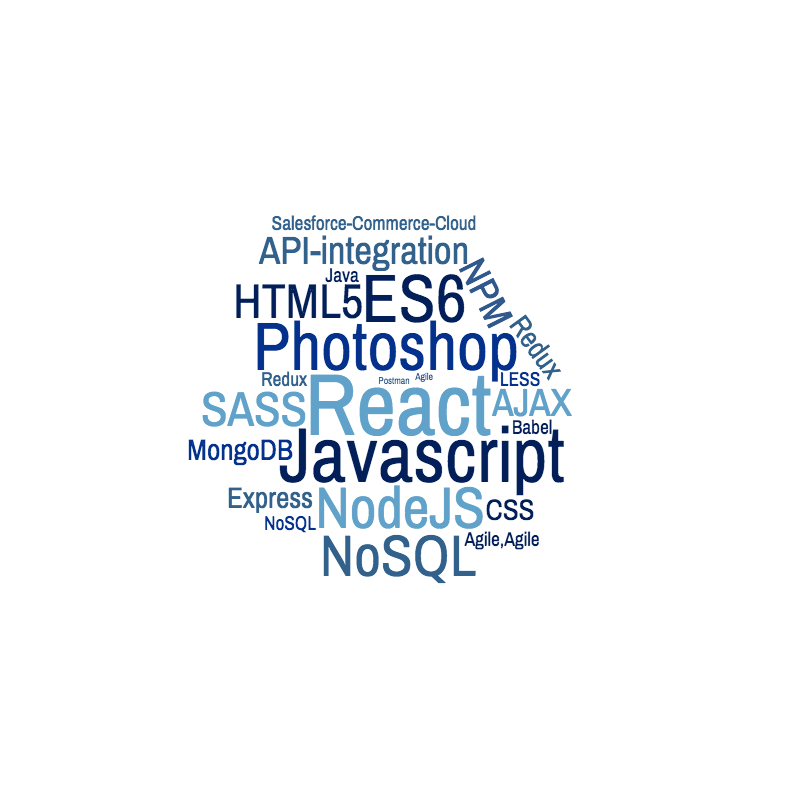 Salesforce-Commerce-Cloud
API-integration
NPM
Java
HTML5
ES6
Redux
Photoshop
Redux
Postman
Agile
LESS
SASS
React
AJAX
Babel
MongoDB
Javascript
Express
NodeJS
CSS
NoSQL
Agile,Agile
NoSQL